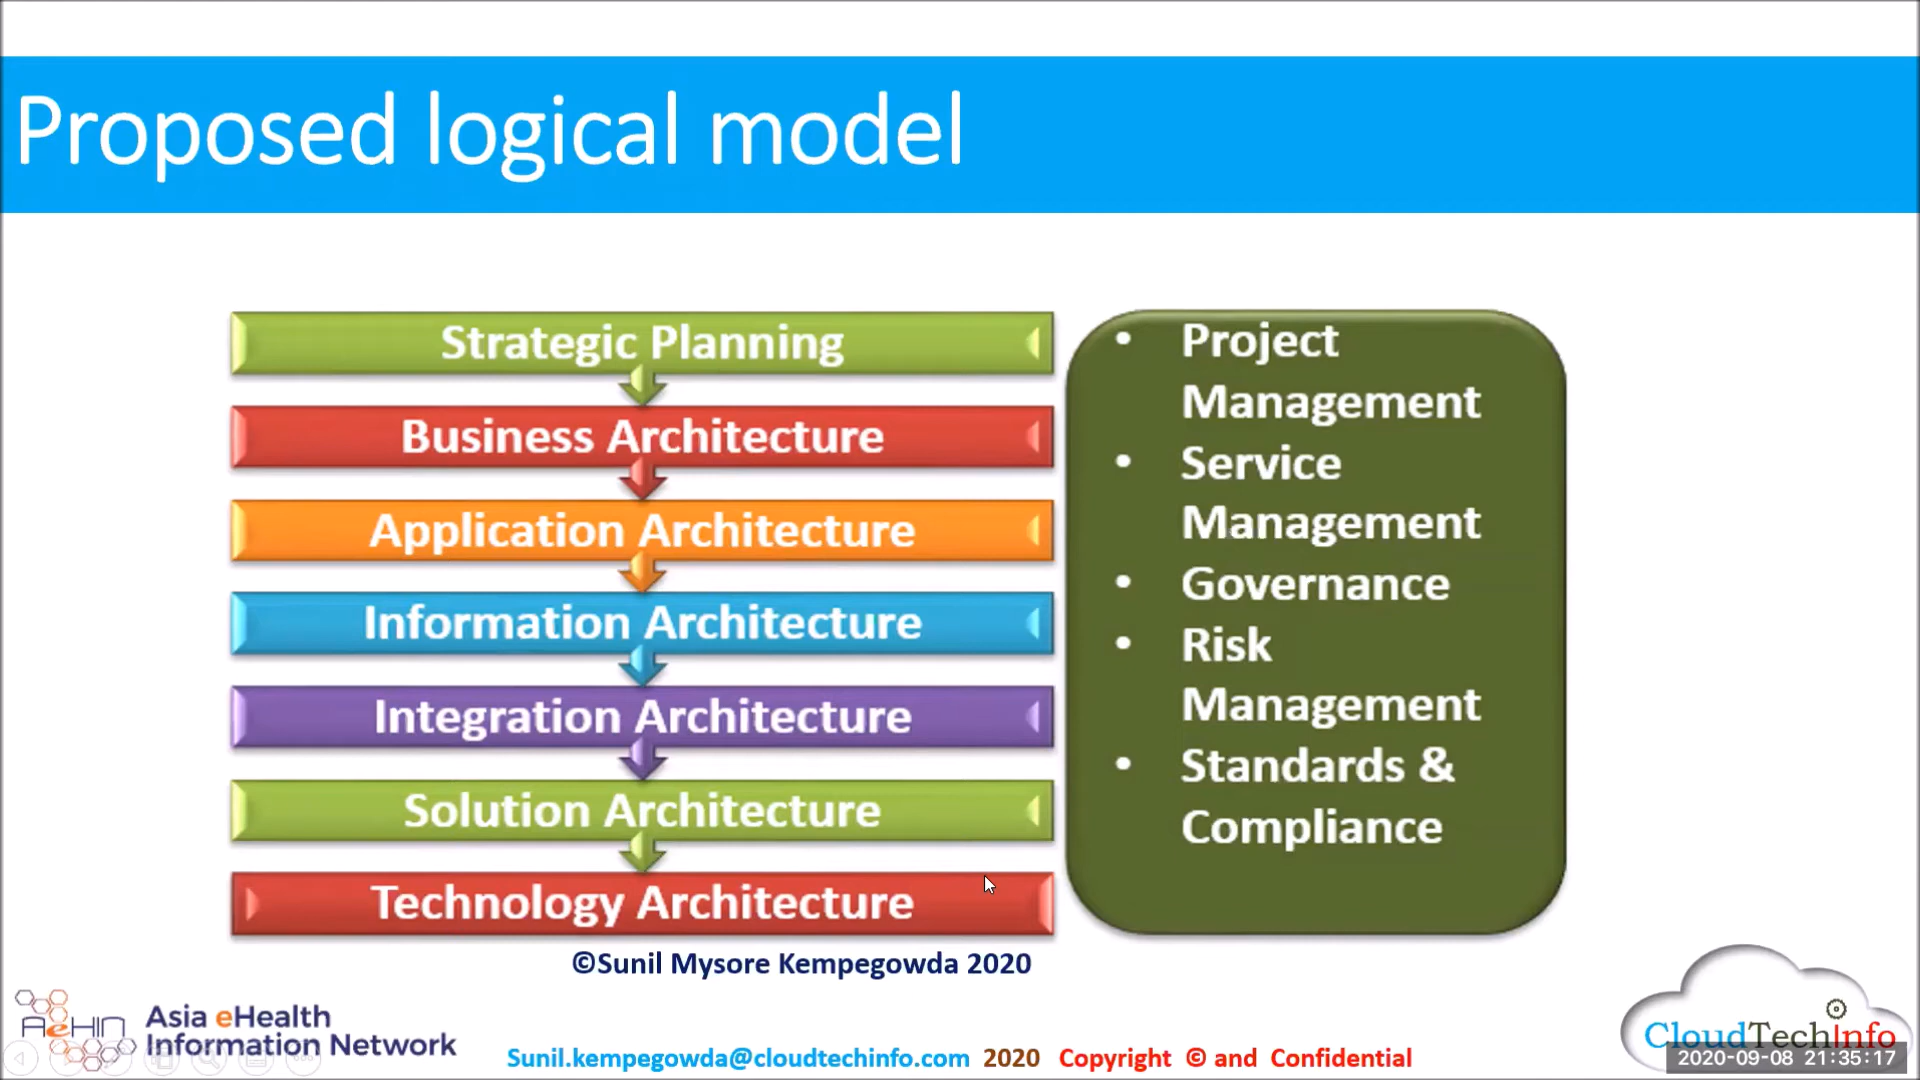 Proposed logical model
Strategic Planning
Business Architecture
Application Architecture
Information Architecture
Integration Architecture
Solution Architecture
Technology Architecture
• Project
Management
• Service
Management
• Governance
• Risk
Management
• Standards &
Compliance
©Sunil Mysore Kempegowda 2020
AeHIN
Asia eHealth
Information Network
Sunil.kempegowda@cloudtechinfo.com 2020 Copyright © and Confidential
CloudTechInfo
2020-09-08 21:35:17